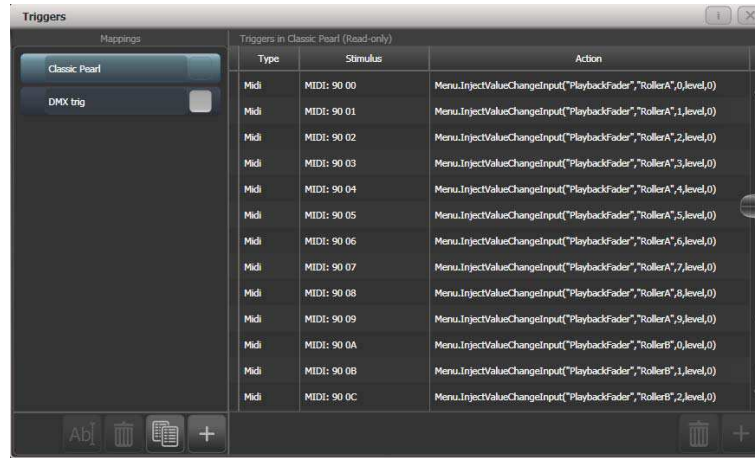 Triggers
Mappings
Triggers in Classic Pearl (Read-only)
Classic Pearl
DMX trig
Type Stimulus Action
Midi MIDI: 90 00 Menu.InjectValueChangeInput("PlaybackFader","RollerA",0,level,0)
Midi MIDI: 90 01 Menu.InjectValueChangeInput("PlaybackFader","RollerA",1,level,0)
Midi MIDI: 90 02 Menu.InjectValueChangeInput("PlaybackFader","RollerA",2,level,0)
Midi MIDI: 90 03 Menu.InjectValueChangeInput("PlaybackFader","RollerA",3,level,0)
Midi MIDI: 90 04 Menu.InjectValueChangeInput("PlaybackFader","RollerA",4,level,0)
Midi MIDI: 90 05 Menu.InjectValueChangeInput("PlaybackFader","RollerA",5,level,0)
Midi MIDI: 90 06 Menu.InjectValueChangeInput("PlaybackFader","RollerA",6,level,0)
Midi MIDI: 90 07 Menu.InjectValueChangeInput("PlaybackFader","RollerA",7,level,0)
Midi MIDI: 90 08 Menu.InjectValueChangeInput("PlaybackFader","RollerA",8,level,0)
Midi MIDI: 90 09 Menu.InjectValueChangeInput("PlaybackFader","RollerA",9,level,0)
Midi MIDI: 90 0A Menu.InjectValueChangeInput("PlaybackFader","RollerB",0,level,0)
Midi MIDI: 90 0B Menu.InjectValueChangeInput("PlaybackFader","RollerB",1,level,0)
Midi MIDI: 90 0C Menu.InjectValueChangeInput("PlaybackFader","RollerB",2,level,0)
Ab